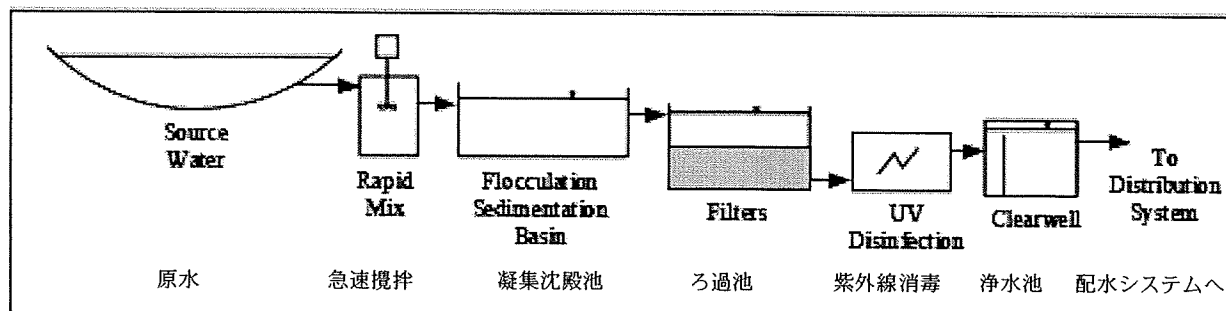 Source
Water
Rapid
Mix
Flocculation
Sedimentation
Basin
Filters
UV
Disinfection
Clearwell
To
Distribution
System
原水
急速攪拌
凝集沈殿池
ろ過池
紫外線消毒
浄水池
配水システムへ